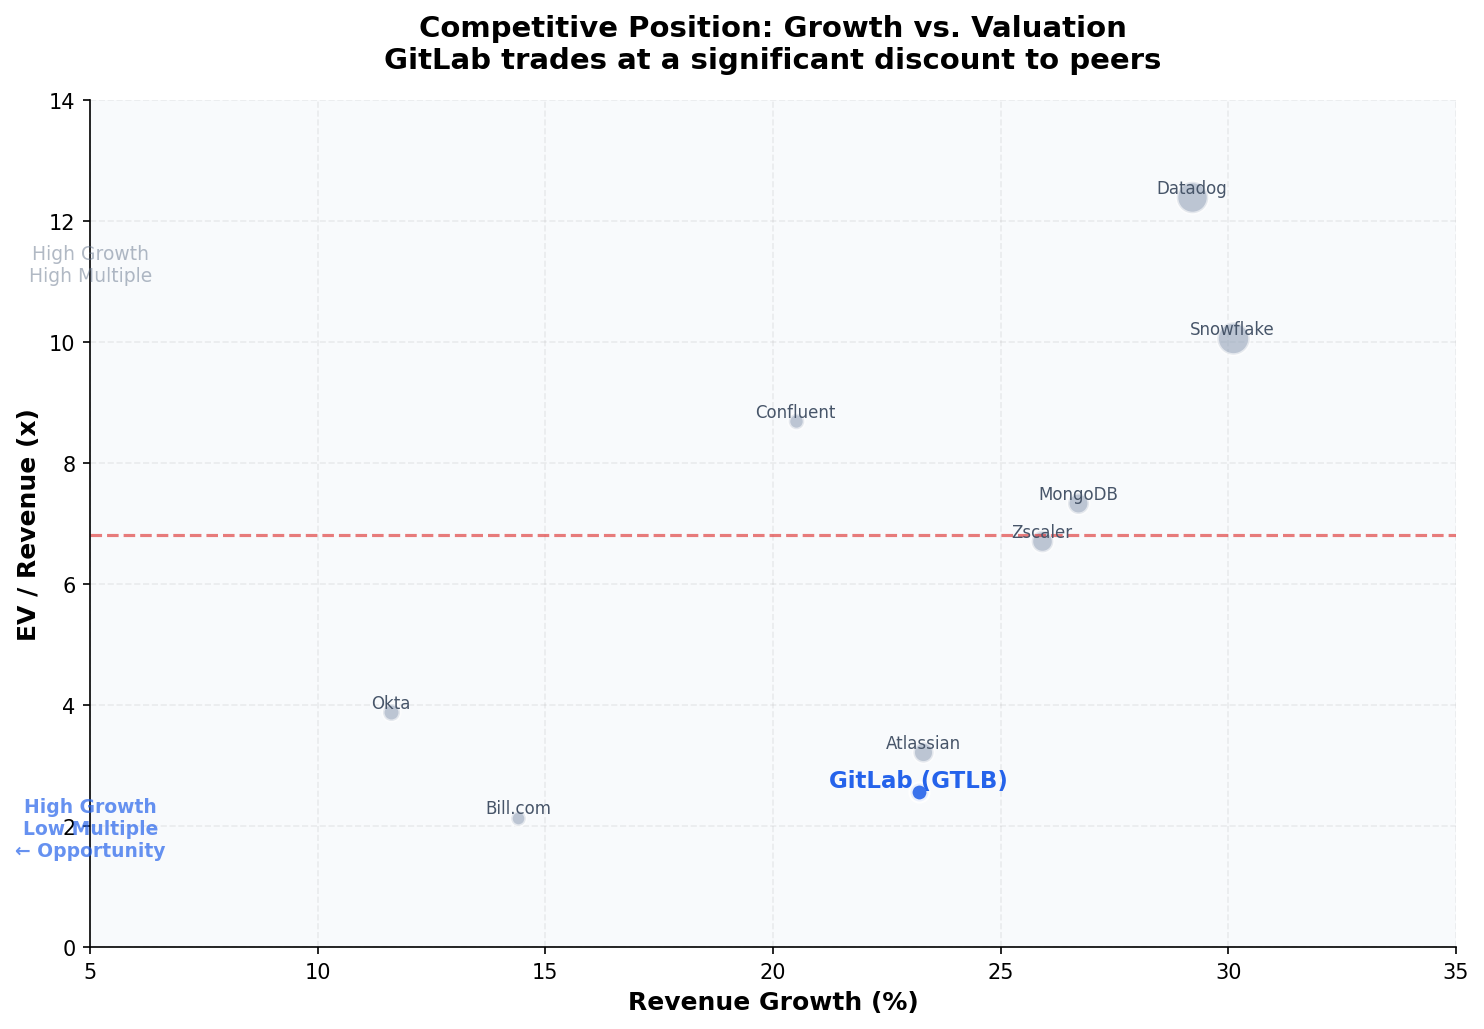 Competitive Position: Growth vs. Valuation
GitLab trades at a significant discount to peers
14
12
10
8
6
4
2
0
EV / Revenue (x)
High Growth
High Multiple
High Growth
Low Multiple
← Opportunity
Datadog
Snowflake
Confluent
MongoDB
Zscaler
Okta
Atlassian
GitLab (GTLB)
Bill.com
5
10
15
20
25
30
35
Revenue Growth (%)